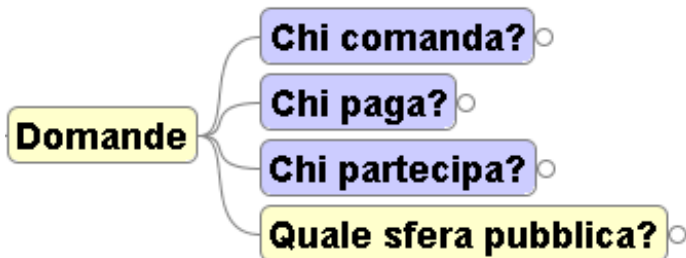 Chi comanda?
Chi paga?
Domande
Chi partecipa?
Quale sfera pubblica?